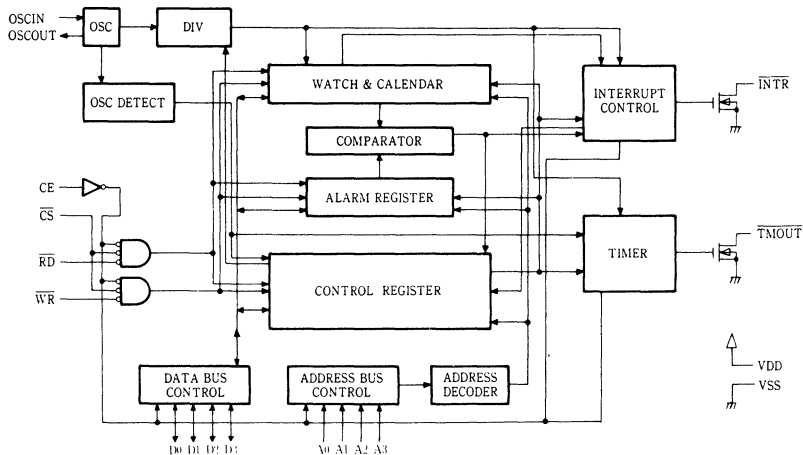 OSCIN
OSCOUT
OSC
DIV
OSC DETECT
WATCH & CALENDAR
COMPARATOR
ALARM REGISTER
CONTROL REGISTER
INTERRUPT
CONTROL
INTR
CE
CS
RD
WR
TIMER
TMOUT
DATA BUS
CONTROL
ADDRESS BUS
CONTROL
ADDRESS
DECODER
VDD
VSS
D0 D1 D2 D3
A0 A1 A2 A3